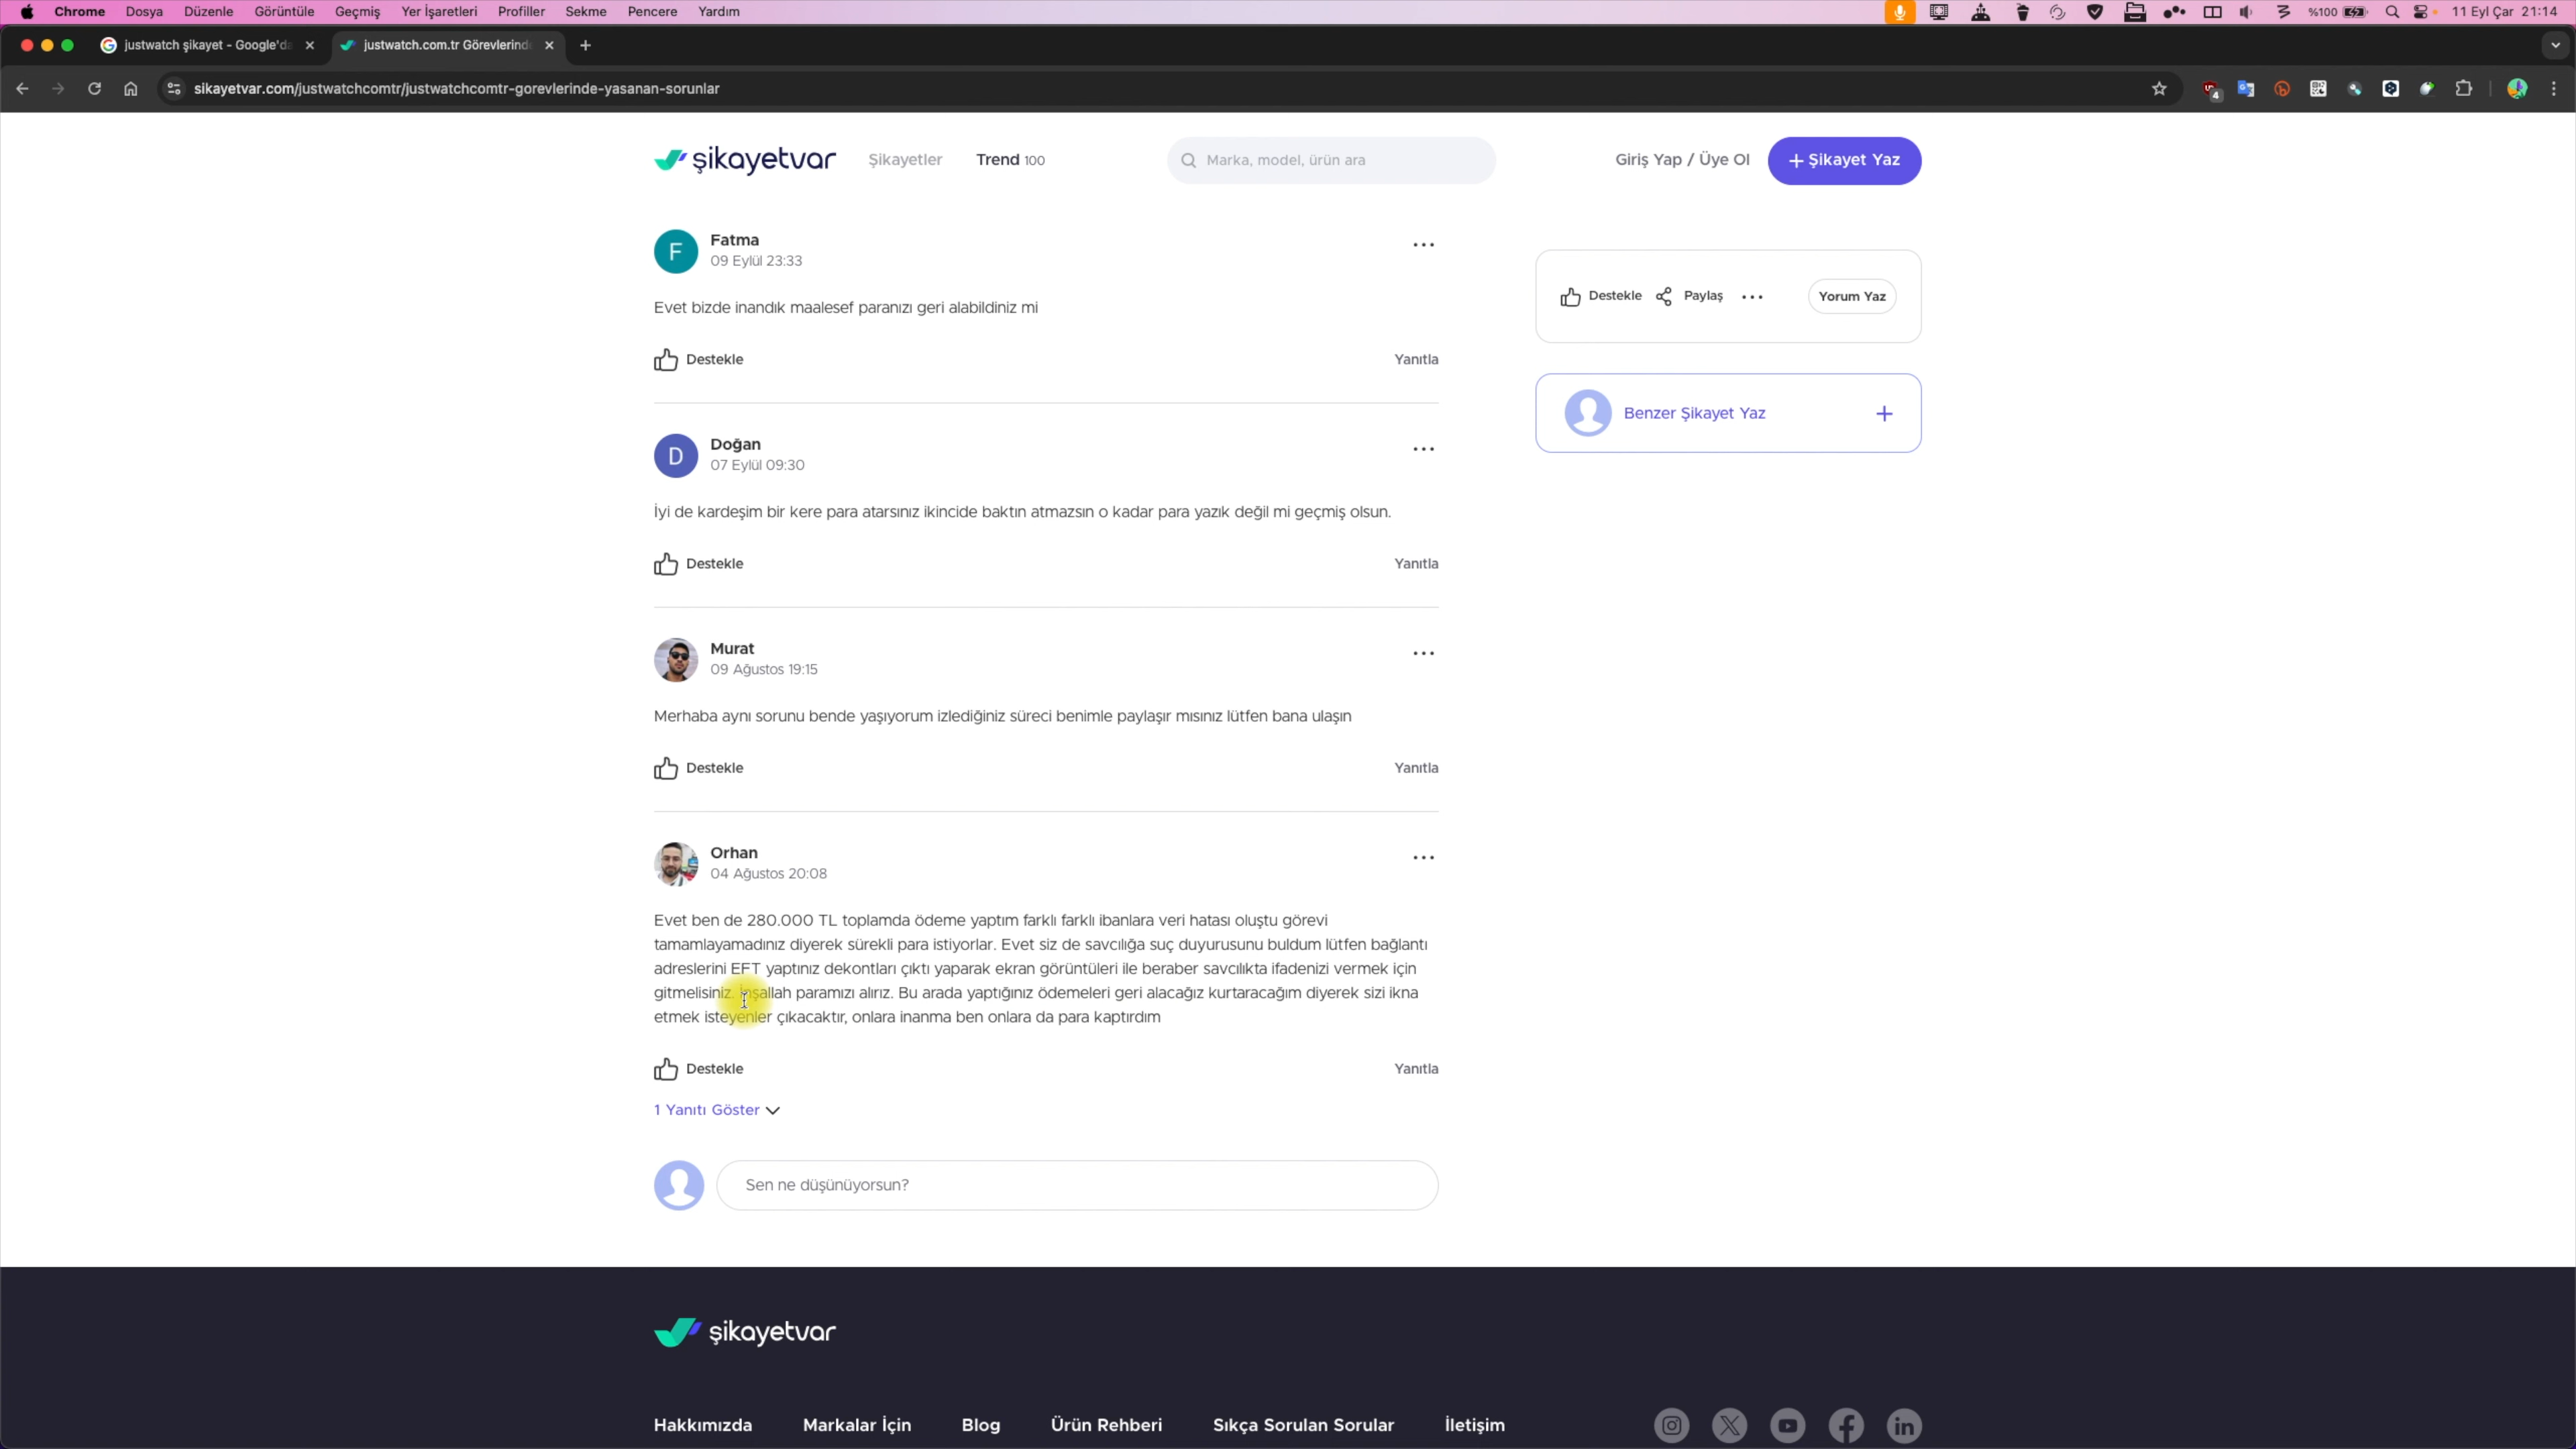 Chrome Dosya Düzenle Görüntüle Geçmiş Yer İşaretleri Profiller Sekme Pencere Yardım %100 11 Eyl Çar 21:14
justwatch şikayet - Google'da justwatch.com.tr Görevlerind
sikayetvar.com/justwatchcomtr/justwatchcomtr-gorevlerinde-yasanan-sorunlar 4
şikayetvar Şikayetler Trend 100 Marka, model, ürün ara Giriş Yap / Üye Ol + Şikayet Yaz
F Fatma
09 Eylül 23:33
Evet bizde inandık maalesef paranızı geri alabildiniz mi
Destekle Yanıtla
Destekle Paylaş Yorum Yaz
Benzer Şikayet Yaz +
D Doğan
07 Eylül 09:30
İyi de kardeşim bir kere para atarsınız ikincide baktın atmazsın o kadar para yazık değil mi geçmiş olsun.
Destekle Yanıtla
Murat
09 Ağustos 19:15
Merhaba aynı sorunu bende yaşıyorum izlediğiniz süreci benimle paylaşır mısınız lütfen bana ulaşın
Destekle Yanıtla
Orhan
04 Ağustos 20:08
Evet ben de 280.000 TL toplamda ödeme yaptım farklı farklı ibanlara veri hatası oluştu görevi
tamamlayamadınız diyerek sürekli para istiyorlar. Evet siz de savcılığa suç duyurusunu buldum lütfen bağlantı
adreslerini EFT yaptınız dekontları çıktı yaparak ekran görüntüleri ile beraber savcılıkta ifadenizi vermek için
gitmelisiniz. İnşallah paramızı alırız. Bu arada yaptığınız ödemeleri geri alacağız kurtaracağım diyerek sizi ikna
etmek isteyenler çıkacaktır, onlara inanma ben onlara da para kaptırdım
Destekle Yanıtla
1 Yanıtı Göster
Sen ne düşünüyorsun?
şikayetvar
Hakkımızda Markalar İçin Blog Ürün Rehberi Sıkça Sorulan Sorular İletişim